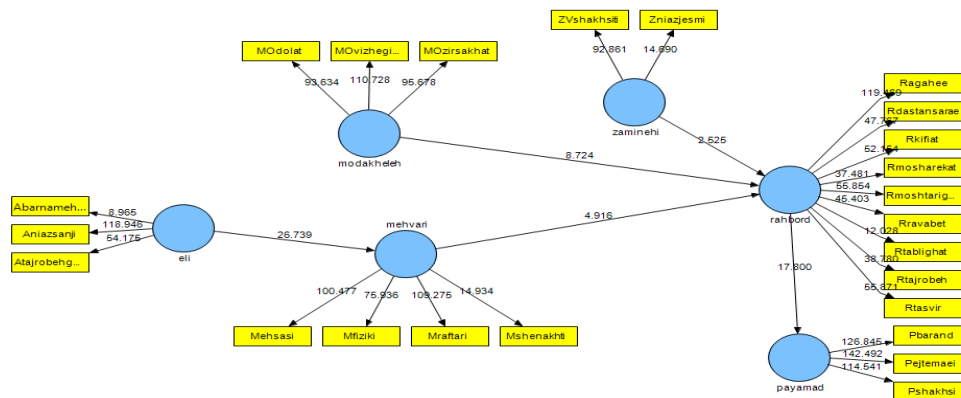 ZVshakhsiti
Zniazjesmi
92.861
14.690
MOdolat
MOvizhegi...
MOzirsakhat
93.634
110.728
95.678
zaminehi
modakheleh
2.525
8.724
Ragahee
119.469
Rdastansarae
47.767
Rkifiat
52.154
Rmosharekat
37.481
Rmoshtarig...
55.854
Rravabet
45.403
Rtablighat
12.028
Rtajrobeh
38.780
Rtasvir
55.871
rahbord
Abarnameh...
8.965
Aniazsanji
118.946
Atajrobehg...
54.175
eli
26.739
mehvari
4.916
100.477
75.936
109.275
14.934
Mehsasi
Mfiziki
Mraftari
Mshenakhti
17.800
Pbarand
126.845
Pejtemaei
142.492
Pshakhsi
114.541
payamad